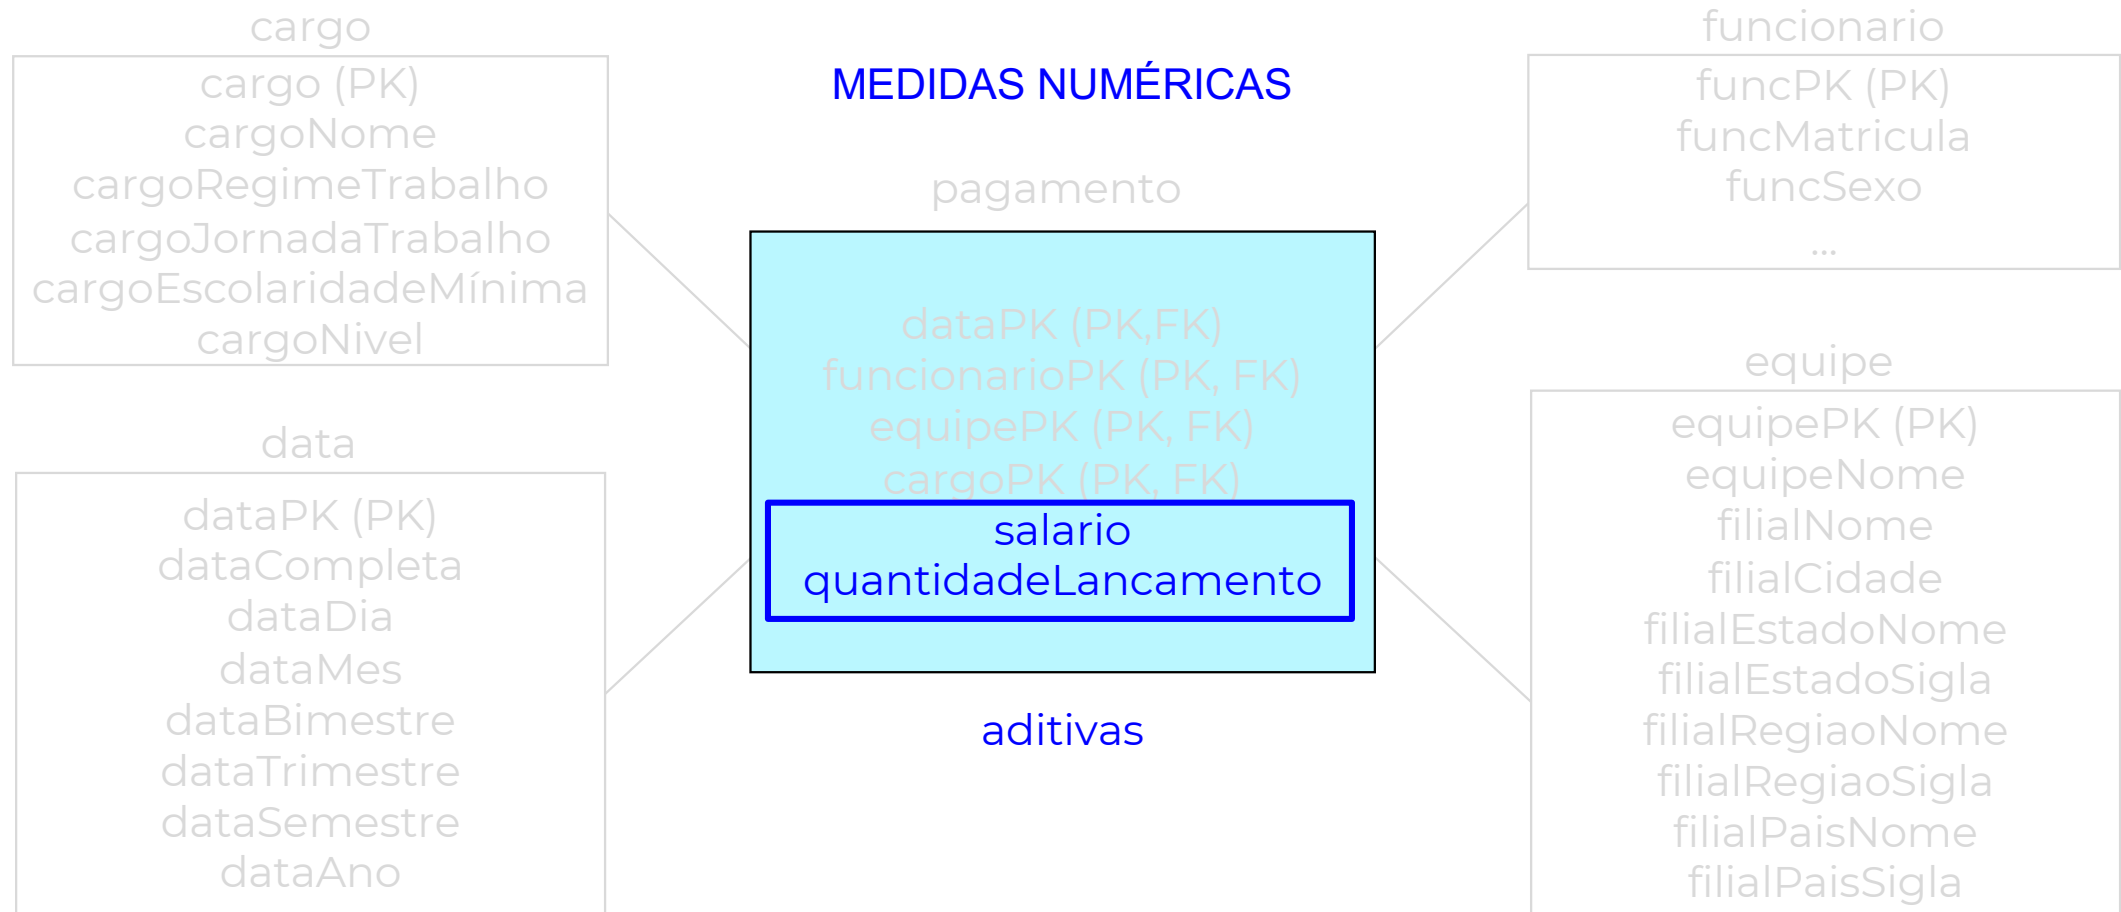 cargo
cargo (PK)
cargoNome
cargoRegimeTrabalho
cargoJornadaTrabalho
cargoEscolaridadeMínima
cargoNivel
data
dataPK (PK)
dataCompleta
dataDia
dataMes
dataBimestre
dataTrimestre
dataSemestre
dataAno
MEDIDAS NUMÉRICAS
pagamento
dataPK (PK,FK)
funcionarioPK (PK, FK)
equipePK (PK, FK)
cargoPK (PK, FK)
salario
quantidadeLancamento
aditivas
funcionario
funcPK (PK)
funcMatricula
funcSexo
...
equipe
equipePK (PK)
equipeNome
filialNome
filialCidade
filialEstadoNome
filialEstadoSigla
filialRegiaoNome
filialRegiaoSigla
filialPaisNome
filialPaisSigla